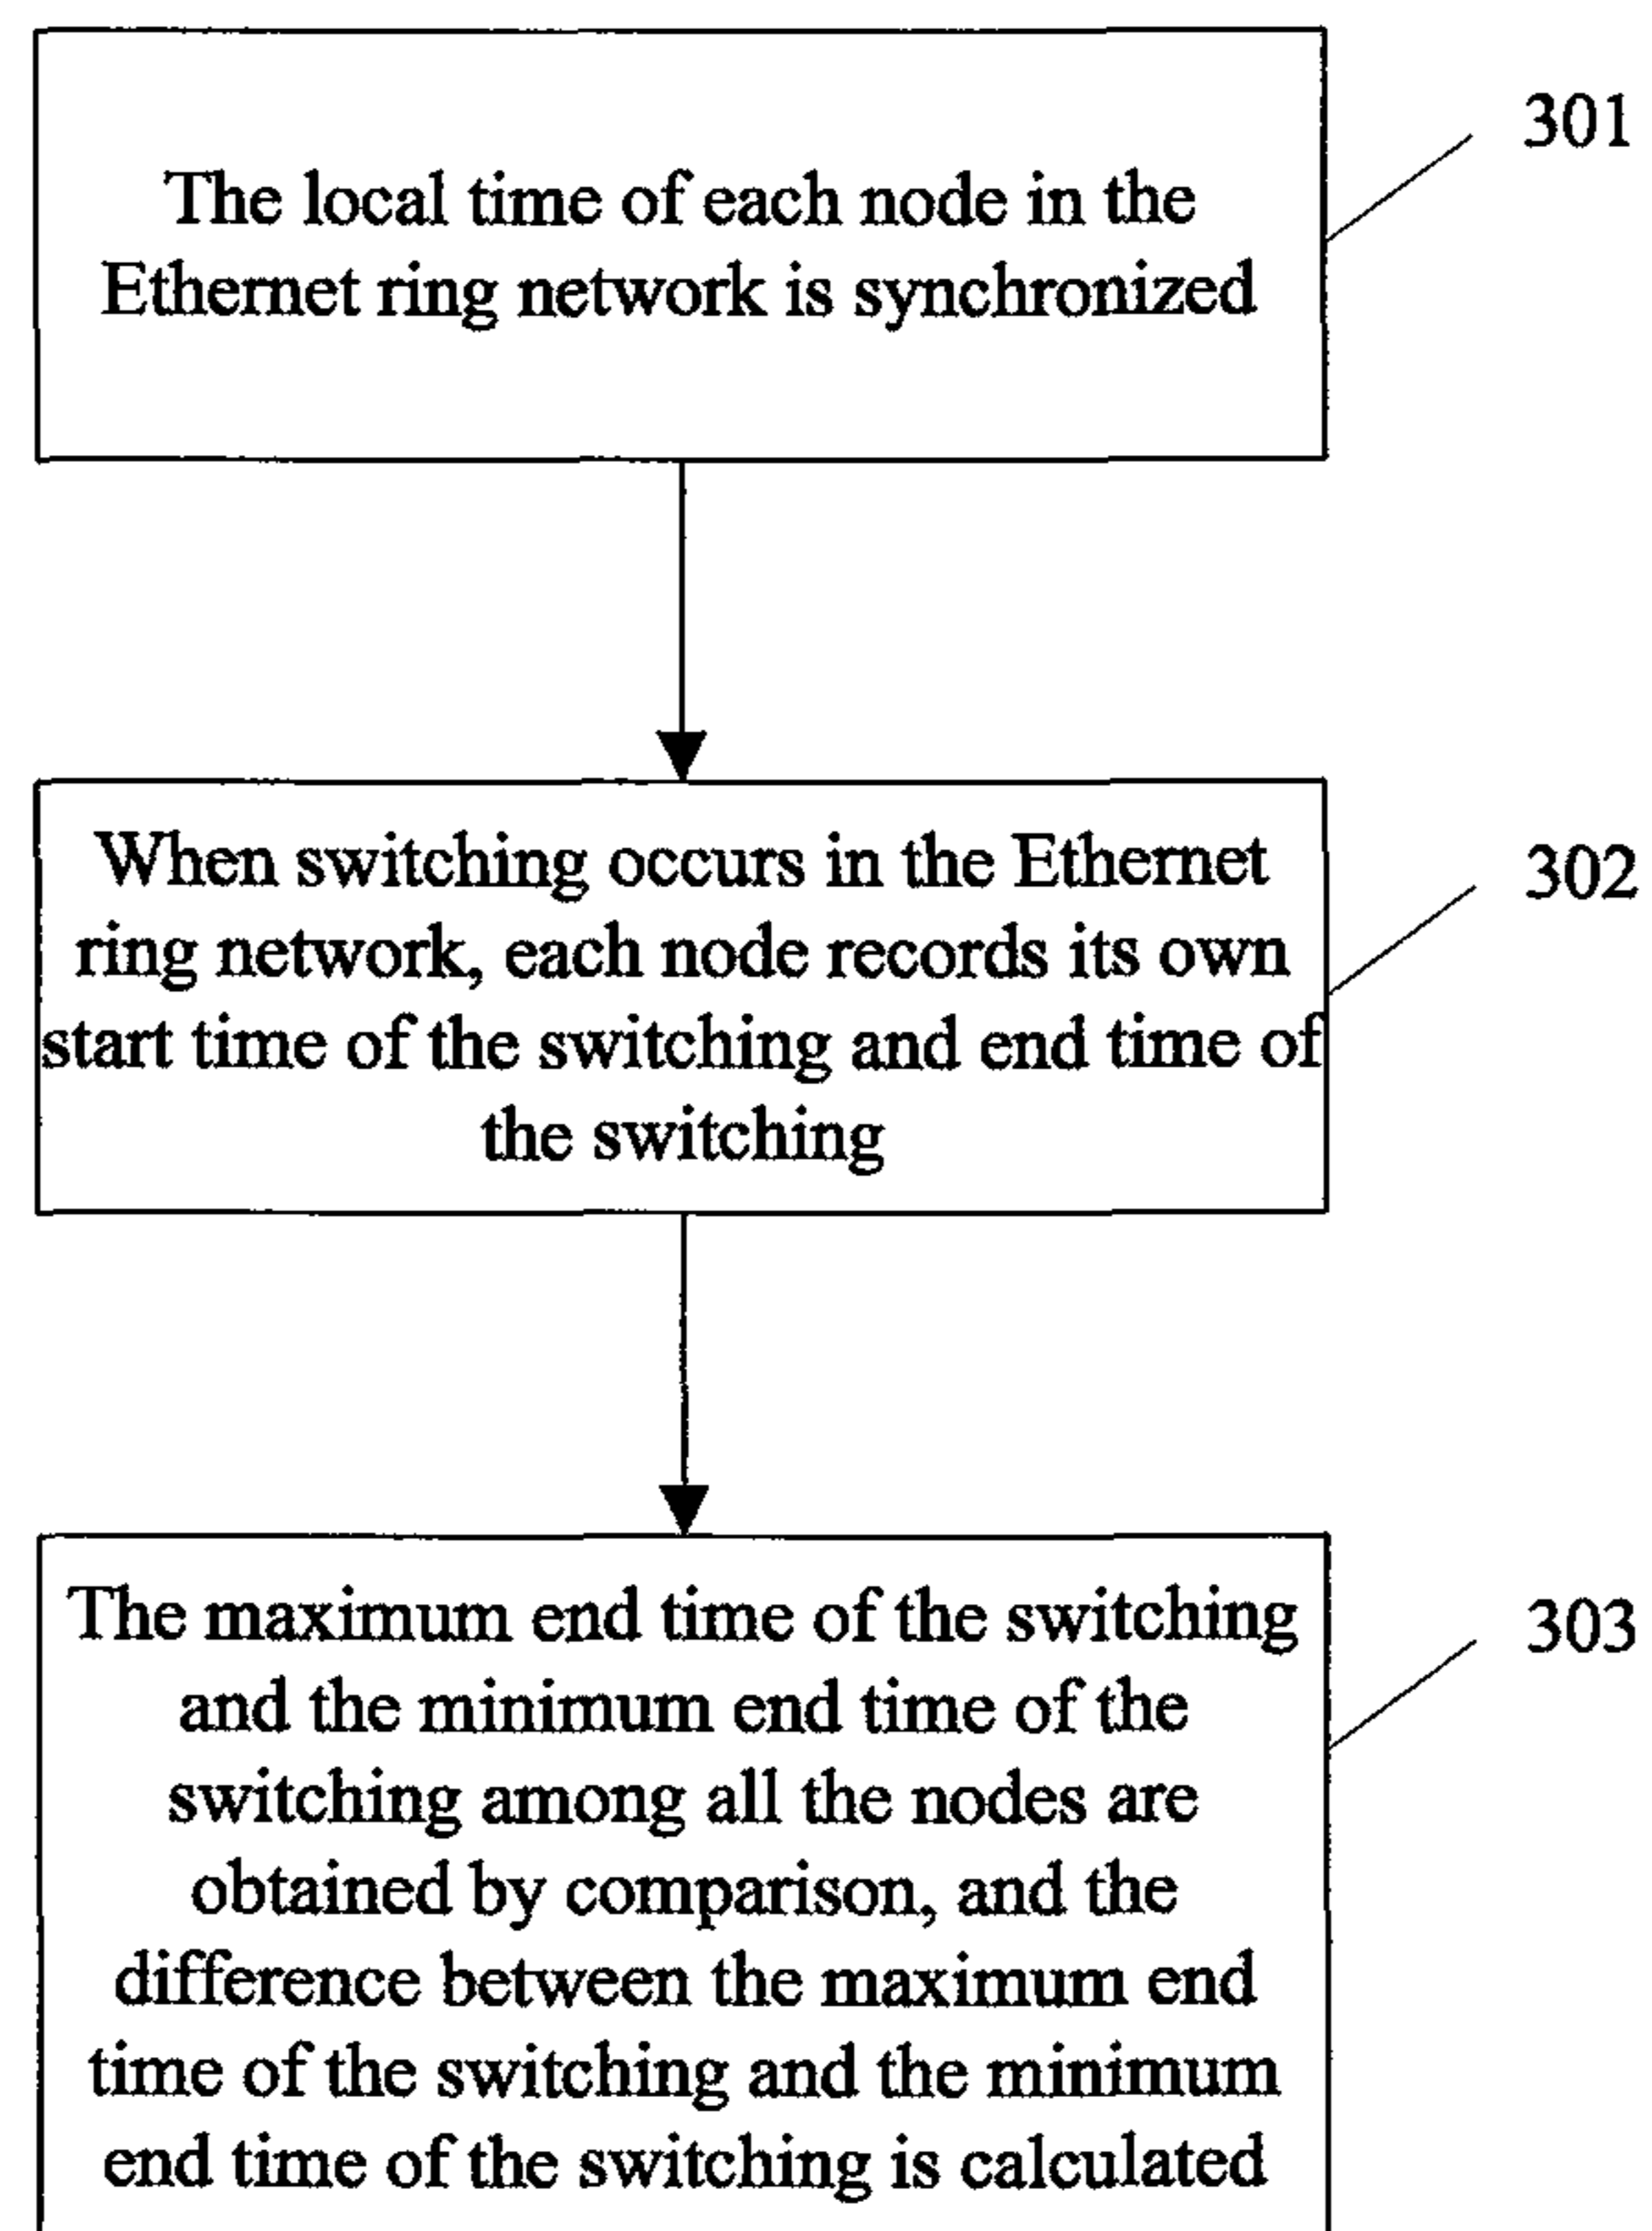 301
The local time of each node in the
Ethernet ring network is synchronized
302
When switching occurs in the Ethernet
ring network, each node records its own
start time of the switching and end time of
the switching
303
The maximum end time of the switching
and the minimum end time of the
switching among all the nodes are
obtained by comparison, and the
difference between the maximum end
time of the switching and the minimum
end time of the switching is calculated